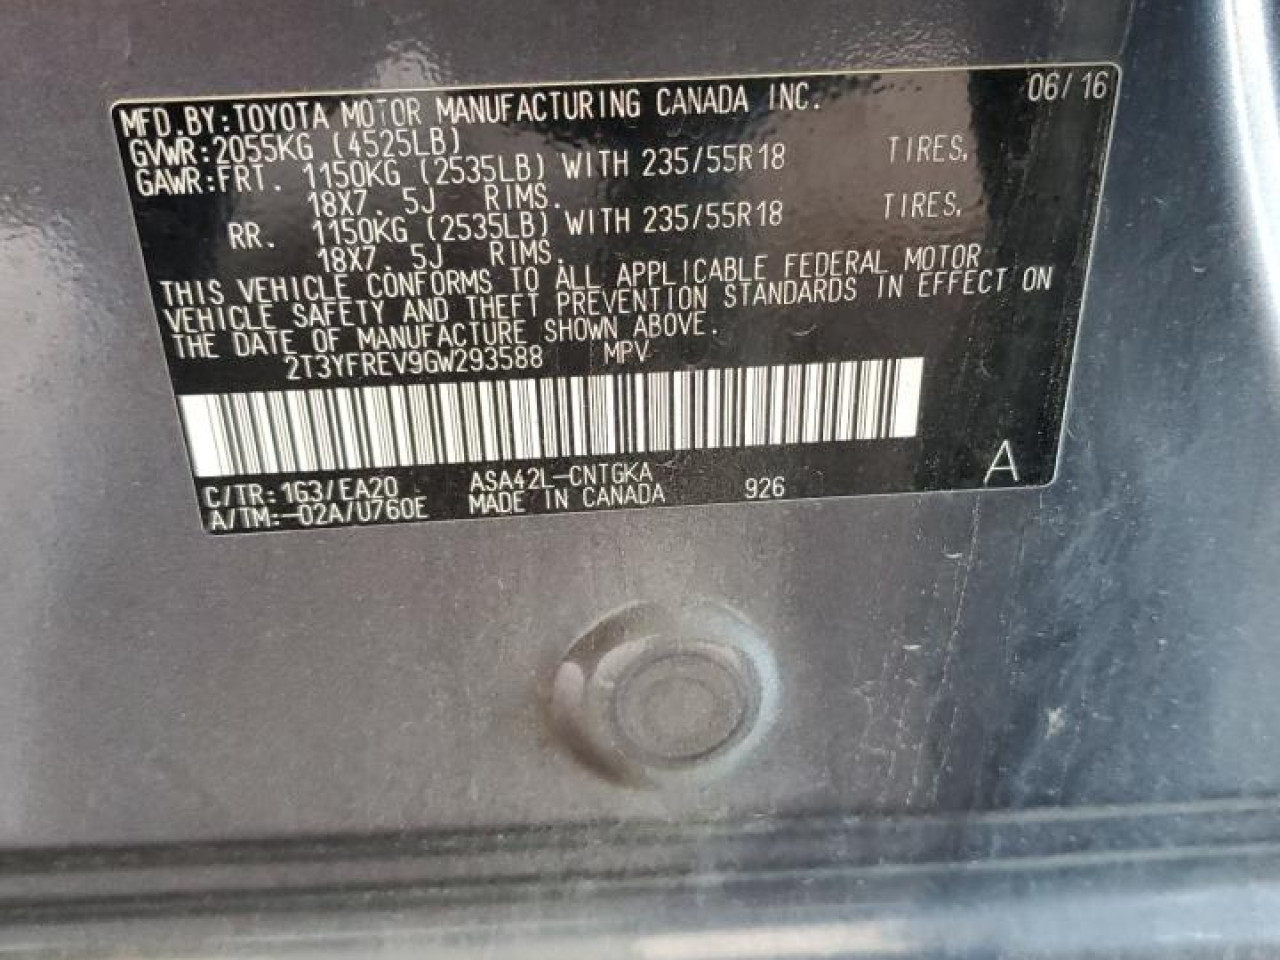 MFD.BY:TOYOTA MOTOR MANUFACTURING CANADA INC. 06/16
GVWR:2055KG (4525LB)
GAWR:FRT. 1150KG (2535LB) WITH 235/55R18 TIRES,
18X7.5J RIMS.
RR. 1150KG (2535LB) WITH 235/55R18 TIRES,
18X7.5J RIMS.
THIS VEHICLE CONFORMS TO ALL APPLICABLE FEDERAL MOTOR
VEHICLE SAFETY AND THEFT PREVENTION STANDARDS IN EFFECT ON
THE DATE OF MANUFACTURE SHOWN ABOVE.
2T3YFREV9GW293588 MPV
C/TR:1G3/EA20 ASA42L-CNTGKA
A/TM:-02A/U760E MADE IN CANADA 926 A